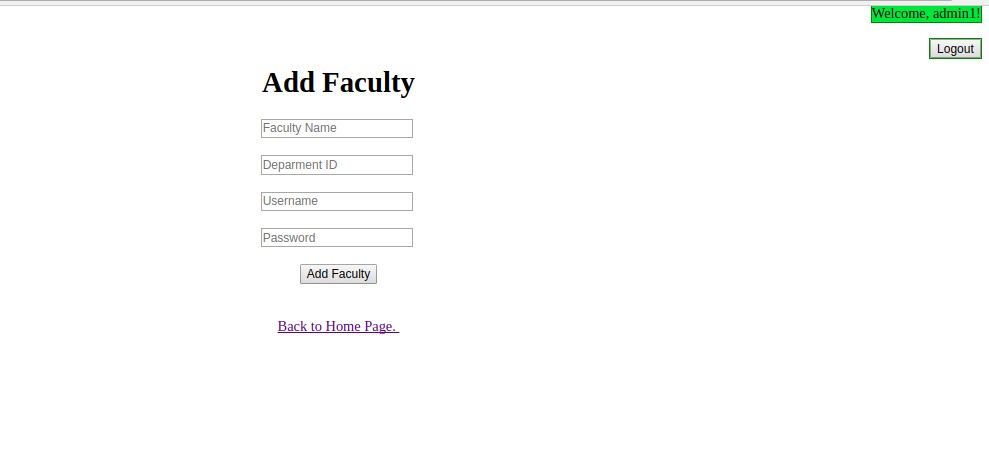 Welcome, admin1!
Logout
Add Faculty
Faculty Name
Deparment ID
Username
Password
Add Faculty
Back to Home Page.